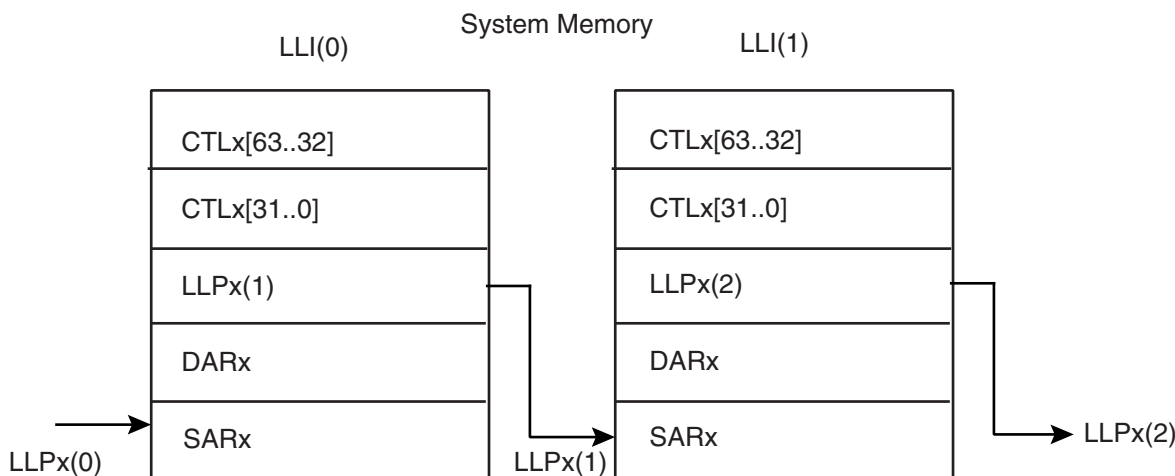 System Memory
LLI(0)
LLI(1)
CTLx[63..32]
CTLx[63..32]
CTLx[31..0]
CTLx[31..0]
LLPx(1)
LLPx(2)
DARx
DARx
SARx
SARx
LLPx(0)
LLPx(1)
LLPx(2)